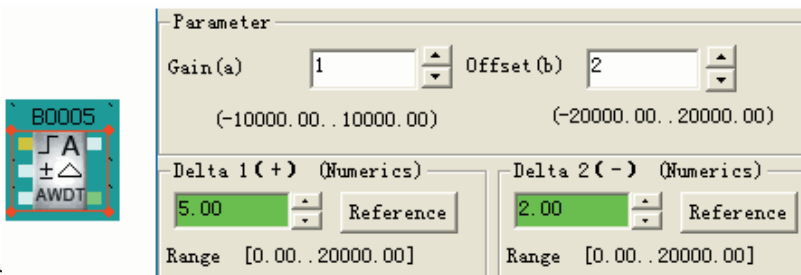 B0005
A
±△
AWDT
Parameter
Gain(a)
1
Offset(b)
2
(-10000.00..10000.00)
(-20000.00..20000.00)
Delta 1(+) (Numerics)
5.00
Reference
Range [0.00..20000.00]
Delta 2(-) (Numerics)
2.00
Reference
Range [0.00..20000.00]